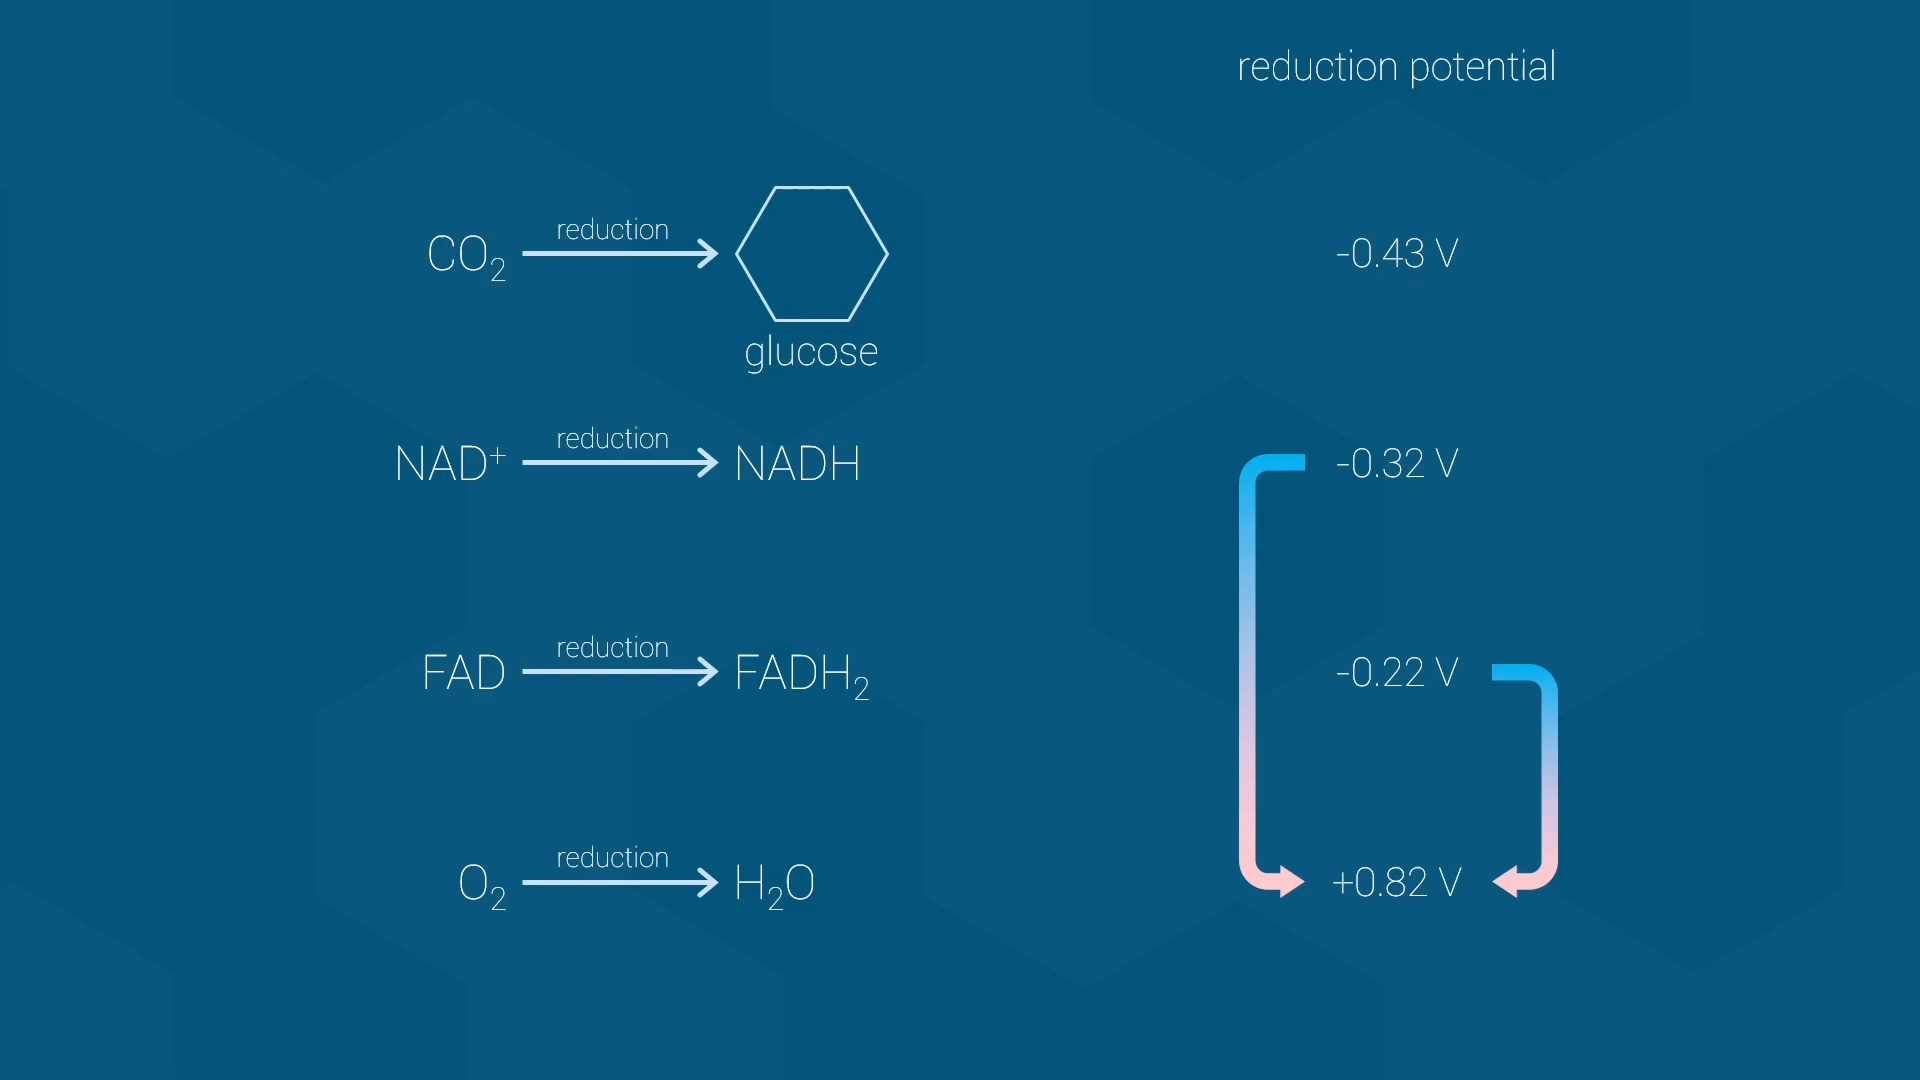 reduction potential
CO₂ reduction glucose -0.43 V
NAD⁺ reduction NADH -0.32 V
FAD reduction FADH₂ -0.22 V
O₂ reduction H₂O +0.82 V